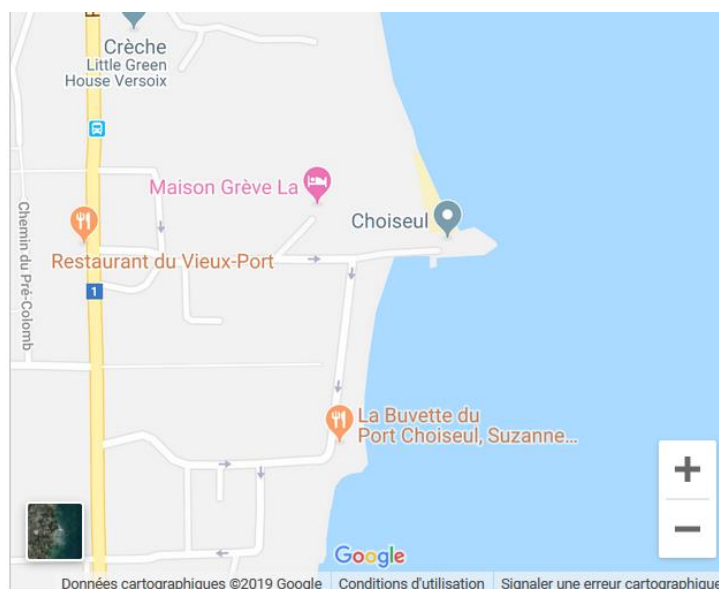 Crèche
Little Green
House Versoix
Maison Grève La
Choiseul
Chemin du Pré-Colomb
Restaurant du Vieux-Port
1
La Buvette du
Port Choiseul, Suzanne...
+
−
Google
Données cartographiques ©2019 Google
Conditions d'utilisation
Signaler une erreur cartographique